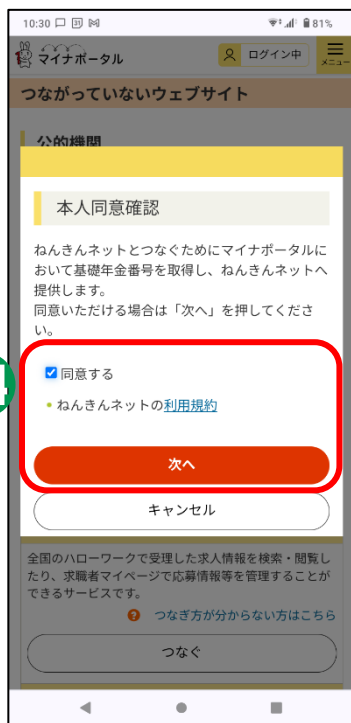 10:30 31 81%
マイナポータル ログイン中 メニュー
つながっていないウェブサイト
公的機関
本人同意確認
ねんきんネットとつなぐためにマイナポータルに
おいて基礎年金番号を取得し、ねんきんネットへ
提供します。
同意いただける場合は「次へ」を押してくださ
い。
同意する
ねんきんネットの利用規約
次へ
キャンセル
全国のハローワークで受理した求人情報を検索・閲覧し
たり、求職者マイページで応募情報等を管理することが
できるサービスです。
つなぎ方が分からない方はこちら
つなぐ